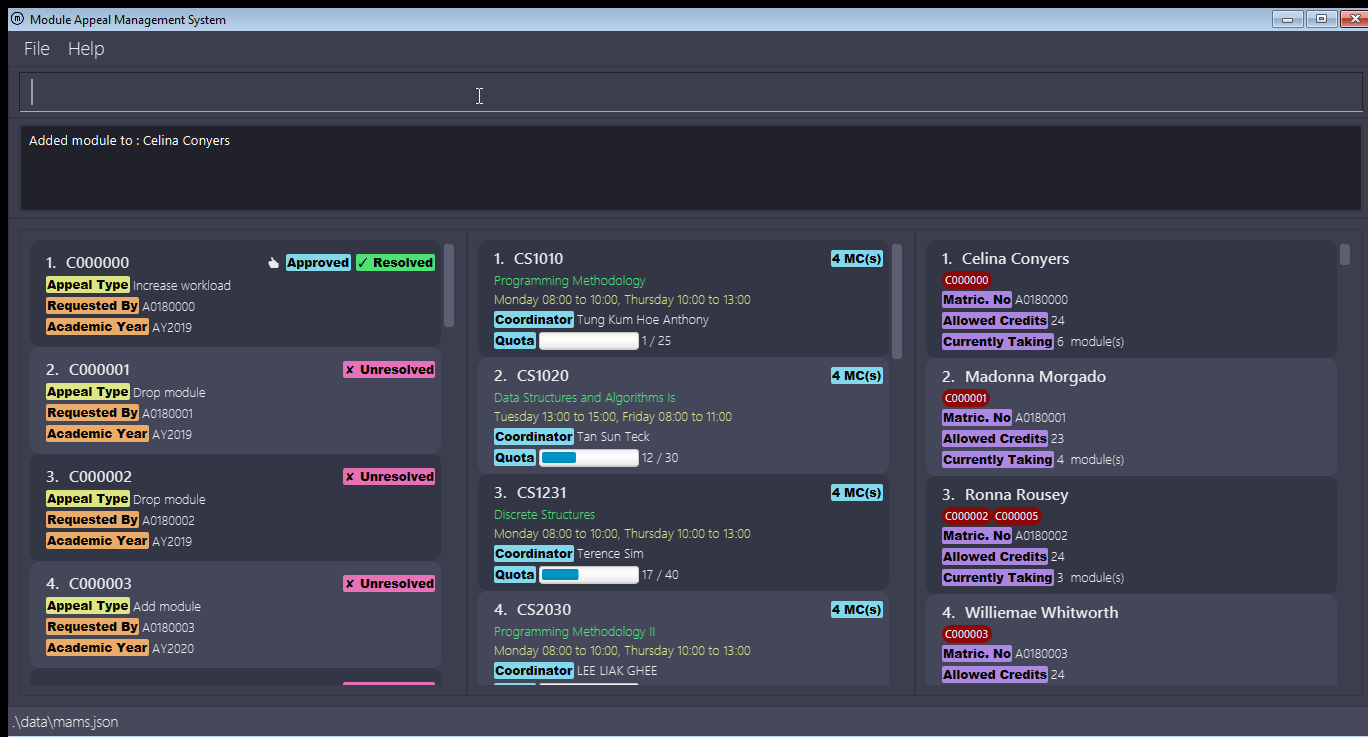 Module Appeal Management System
File Help
Added module to : Celina Conyers
1. C000000 Approved ✓ Resolved
Appeal Type Increase workload
Requested By A0180000
Academic Year AY2019
2. C000001 ✘ Unresolved
Appeal Type Drop module
Requested By A0180001
Academic Year AY2019
3. C000002 ✘ Unresolved
Appeal Type Drop module
Requested By A0180002
Academic Year AY2019
4. C000003 ✘ Unresolved
Appeal Type Add module
Requested By A0180003
Academic Year AY2020
1. CS1010 4 MC(s)
Programming Methodology
Monday 08:00 to 10:00, Thursday 10:00 to 13:00
Coordinator Tung Kum Hoe Anthony
Quota 1 / 25
2. CS1020 4 MC(s)
Data Structures and Algorithms Is
Tuesday 13:00 to 15:00, Friday 08:00 to 11:00
Coordinator Tan Sun Teck
Quota 12 / 30
3. CS1231 4 MC(s)
Discrete Structures
Monday 08:00 to 10:00, Thursday 10:00 to 13:00
Coordinator Terence Sim
Quota 17 / 40
4. CS2030 4 MC(s)
Programming Methodology II
Monday 08:00 to 10:00, Thursday 10:00 to 13:00
Coordinator LEE LIAK GHEE
1. Celina Conyers
C000000
Matric. No A0180000
Allowed Credits 24
Currently Taking 6 module(s)
2. Madonna Morgado
C000001
Matric. No A0180001
Allowed Credits 23
Currently Taking 4 module(s)
3. Ronna Rousey
C000002 C000005
Matric. No A0180002
Allowed Credits 24
Currently Taking 3 module(s)
4. Williemae Whitworth
C000003
Matric. No A0180003
Allowed Credits 24
.\data\mams.json